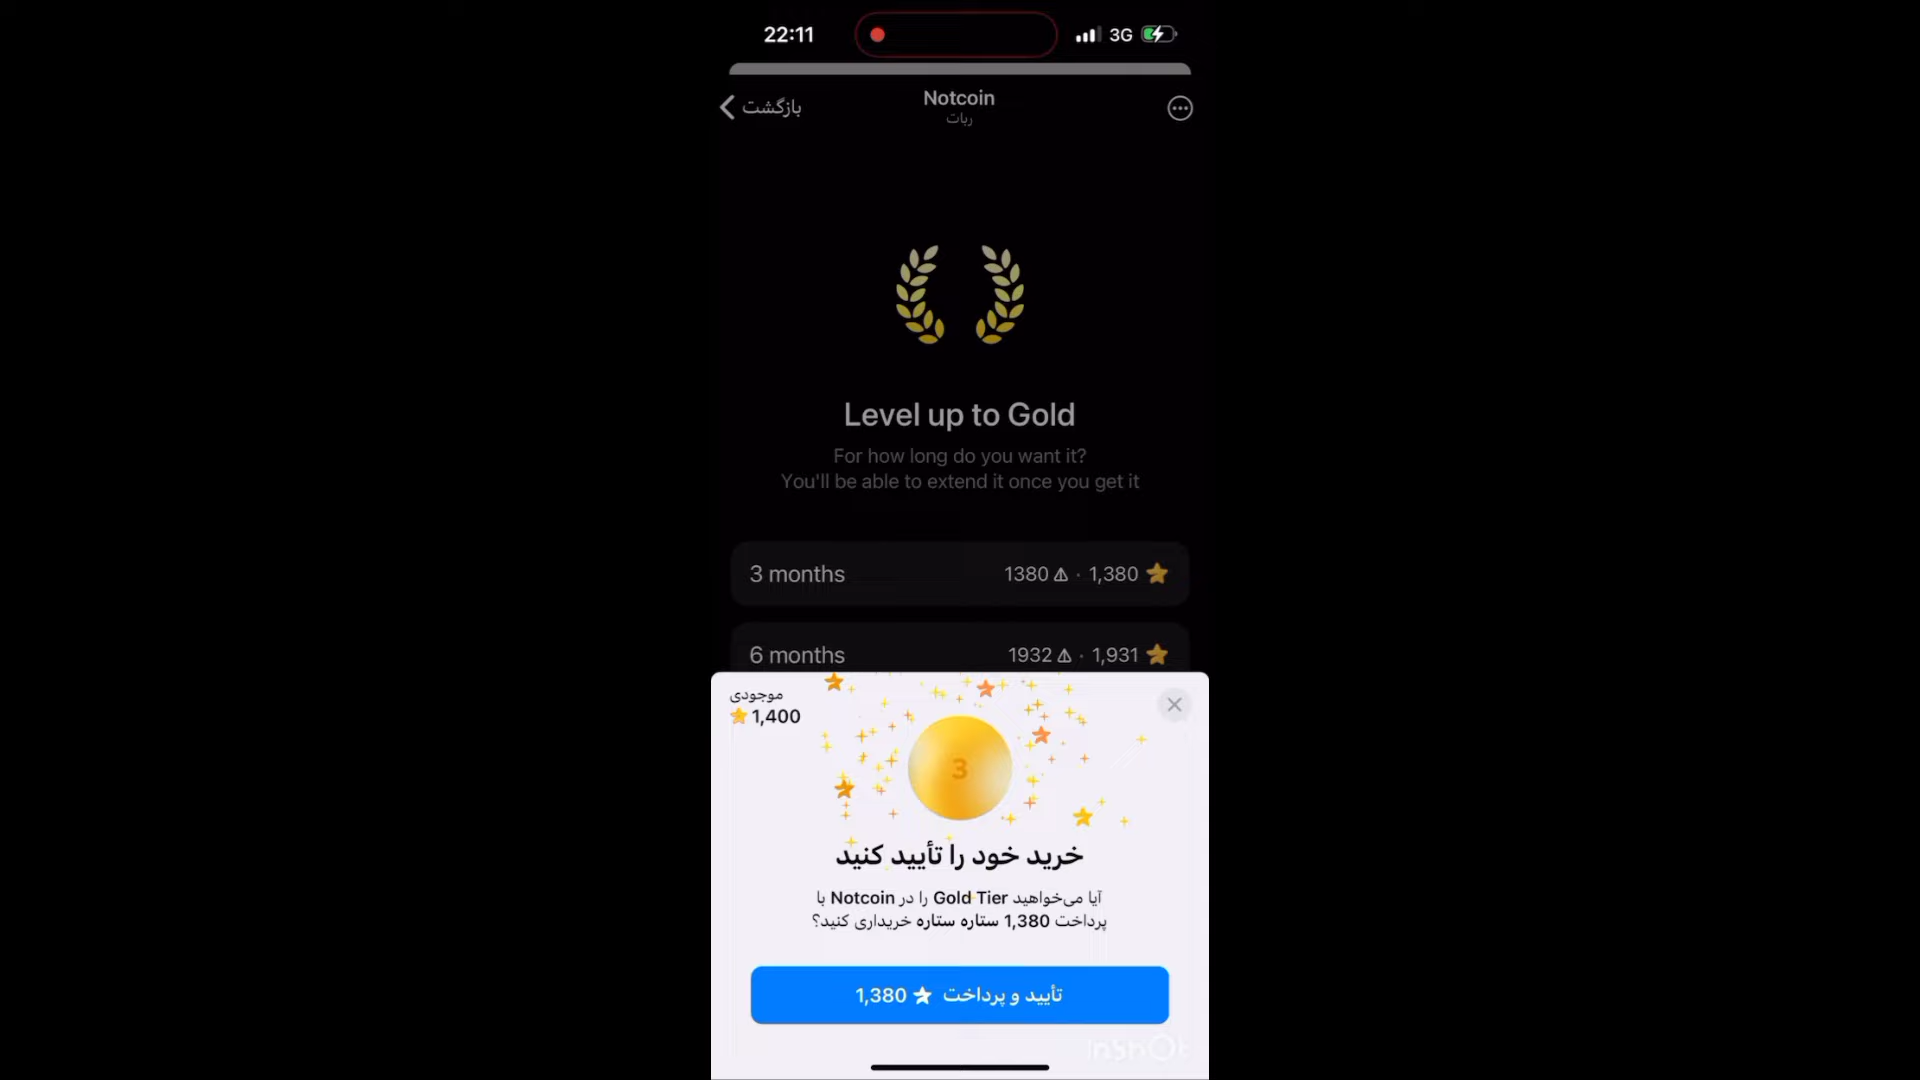 22:11
3G
بازگشت
Notcoin
ربات
Level up to Gold
For how long do you want it?
You'll be able to extend it once you get it
3 months
1380 · 1,380
6 months
1932 · 1,931
موجودی
1,400
3
خرید خود را تأیید کنید
آیا می‌خواهید Gold Tier را در Notcoin با
پرداخت 1,380 ستاره ستاره خریداری کنید؟
تأیید و پرداخت 1,380
InShOt